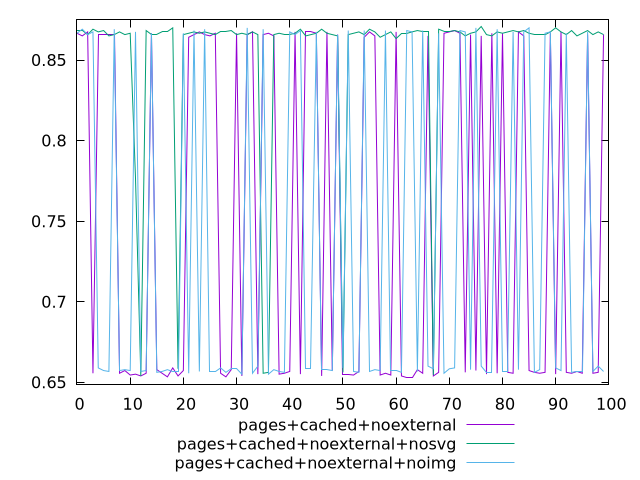 0.85
0.8
0.75
0.7
0.65
0 10 20 30 40 50 60 70 80 90 100
pages+cached+noexternal
pages+cached+noexternal+nosvg
pages+cached+noexternal+noimg